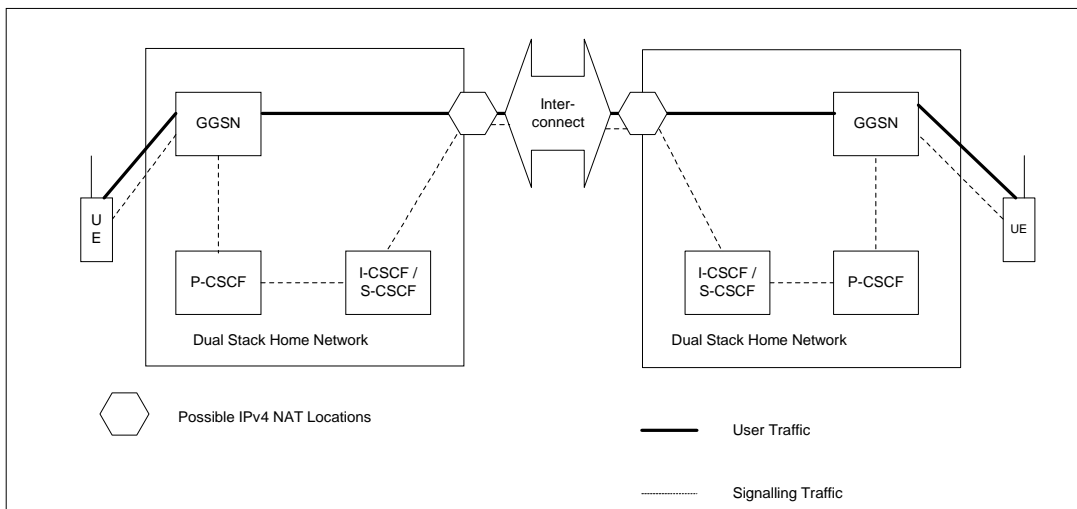 Inter-
connect
GGSN
GGSN
U
E
UE
P-CSCF
I-CSCF /
S-CSCF
I-CSCF /
S-CSCF
P-CSCF
Dual Stack Home Network
Dual Stack Home Network
Possible IPv4 NAT Locations
User Traffic
Signalling Traffic